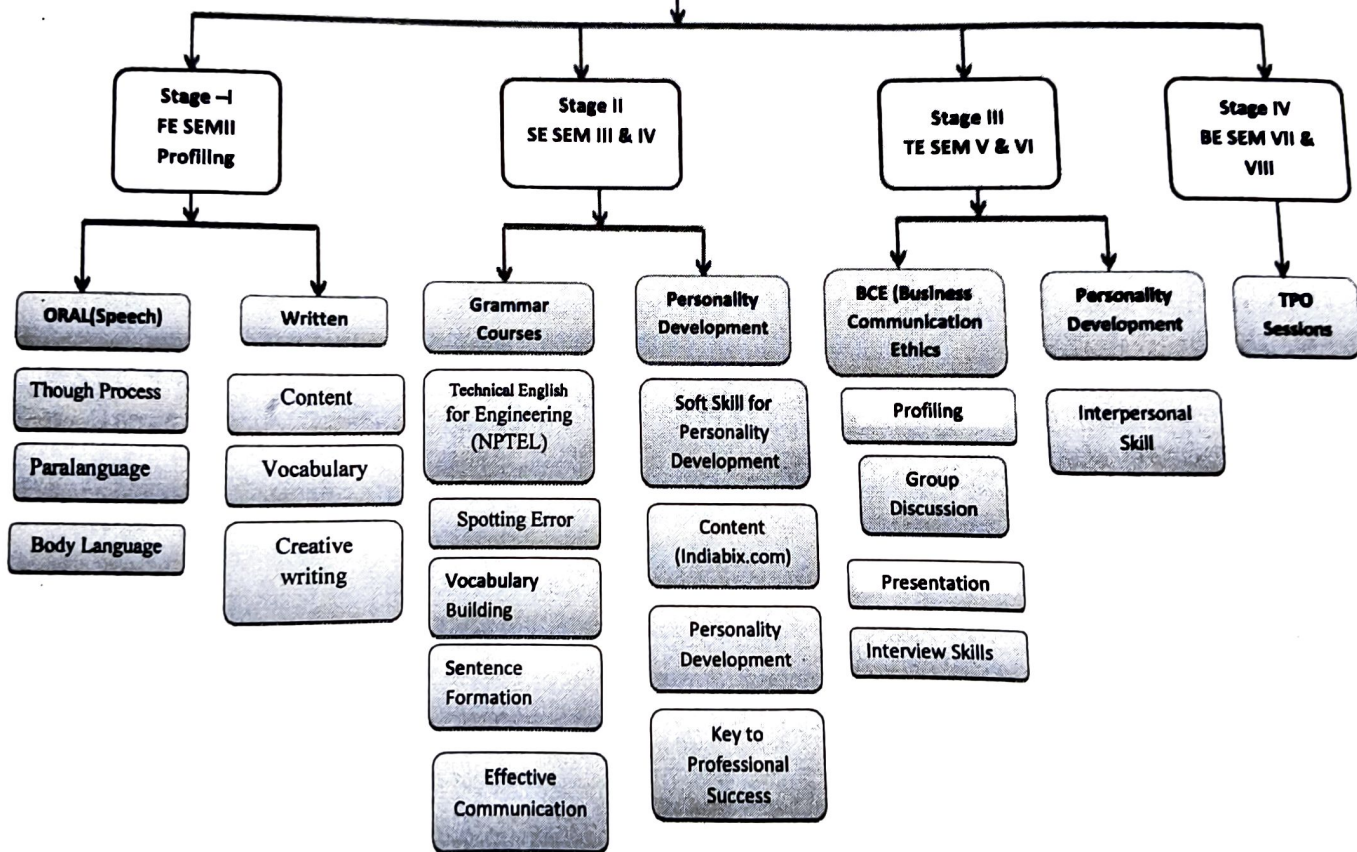 Stage –I
FE SEMII
Profiling
Stage II
SE SEM III & IV
Stage III
TE SEM V & VI
Stage IV
BE SEM VII &
VIII
ORAL(Speech)
Though Process
Paralanguage
Body Language
Written
Content
Vocabulary
Creative
writing
Grammar
Courses
Technical English
for Engineering
(NPTEL)
Spotting Error
Vocabulary
Building
Sentence
Formation
Effective
Communication
Personality
Development
Soft Skill for
Personality
Development
Content
(Indiabix.com)
Personality
Development
Key to
Professional
Success
BCE (Business
Communication
Ethics
Profiling
Group
Discussion
Presentation
Interview Skills
Personality
Development
Interpersonal
Skill
TPO
Sessions